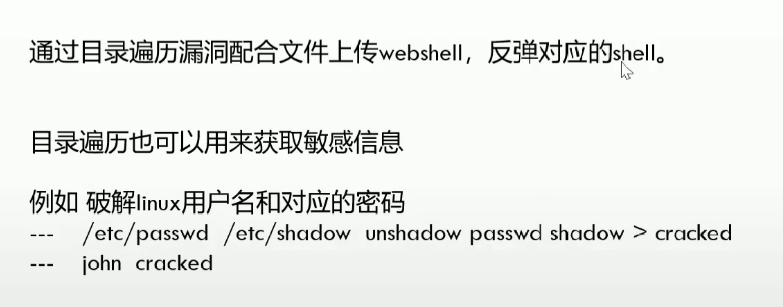 通过目录遍历漏洞配合文件上传webshell，反弹对应的shell。
目录遍历也可以用来获取敏感信息
例如 破解linux用户名和对应的密码
--- /etc/passwd /etc/shadow unshadow passwd shadow > cracked
--- john cracked